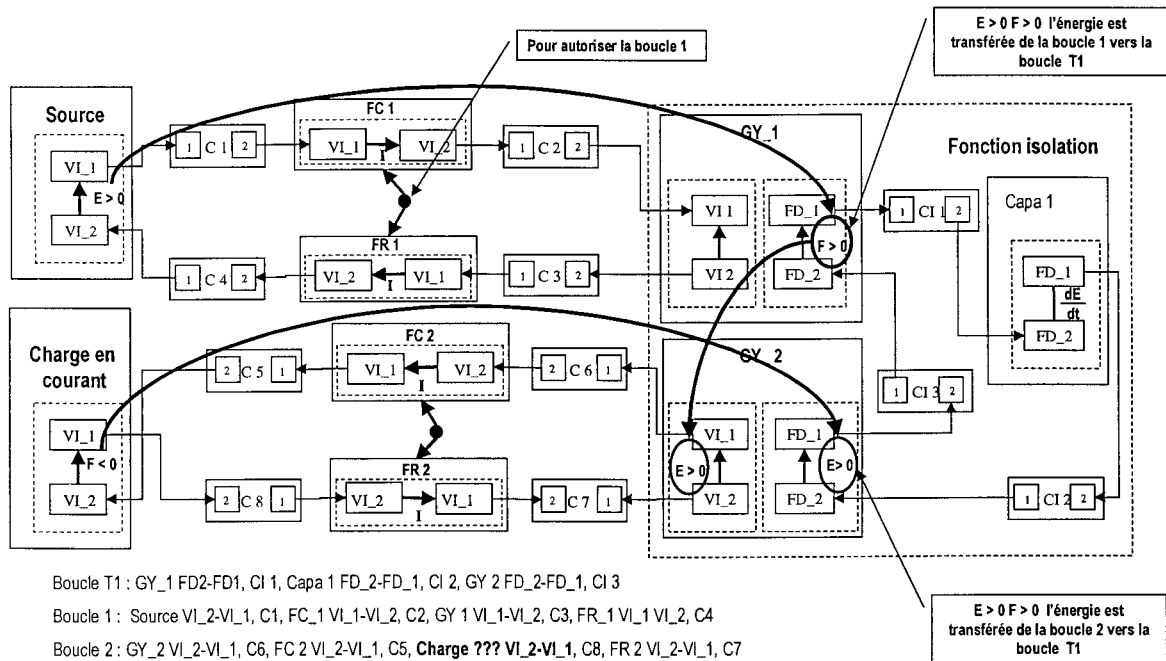 E > 0 F > 0 l'énergie est
transférée de la boucle 1 vers la
boucle T1
Pour autoriser la boucle 1
Source
VI_1
E > 0
VI_2
1 C 1 2
FC 1
VI_1 VI_2
I
1 C 2 2
GY_1
VI 1
VI 2
FD_1
F > 0
FD_2
Fonction isolation
1 CI 1 2
Capa 1
FD_1
dE
dt
FD_2
1 C 4 2
FR 1
VI_2 VI_1
I
1 C 3 2
Charge en
courant
VI_1
F < 0
VI_2
2 C 5 1
FC 2
VI_1 VI_2
I
2 C 6 1
GY_2
VI_1
E > 0
VI_2
FD_1
E > 0
FD_2
1 CI 3 2
2 C 8 1
FR 2
VI_2 VI_1
I
2 C 7 1
1 CI 2 2
Boucle T1 : GY_1 FD2-FD1, CI 1, Capa 1 FD_2-FD_1, CI 2, GY 2 FD_2-FD_1, CI 3
Boucle 1 : Source VI_2-VI_1, C1, FC_1 VI_1-VI_2, C2, GY 1 VI_1-VI_2, C3, FR_1 VI_1 VI_2, C4
Boucle 2 : GY_2 VI_2-VI_1, C6, FC 2 VI_2-VI_1, C5, Charge ??? VI_2-VI_1, C8, FR 2 VI_2-VI_1, C7
E > 0 F > 0 l'énergie est
transférée de la boucle 2 vers la
boucle T1